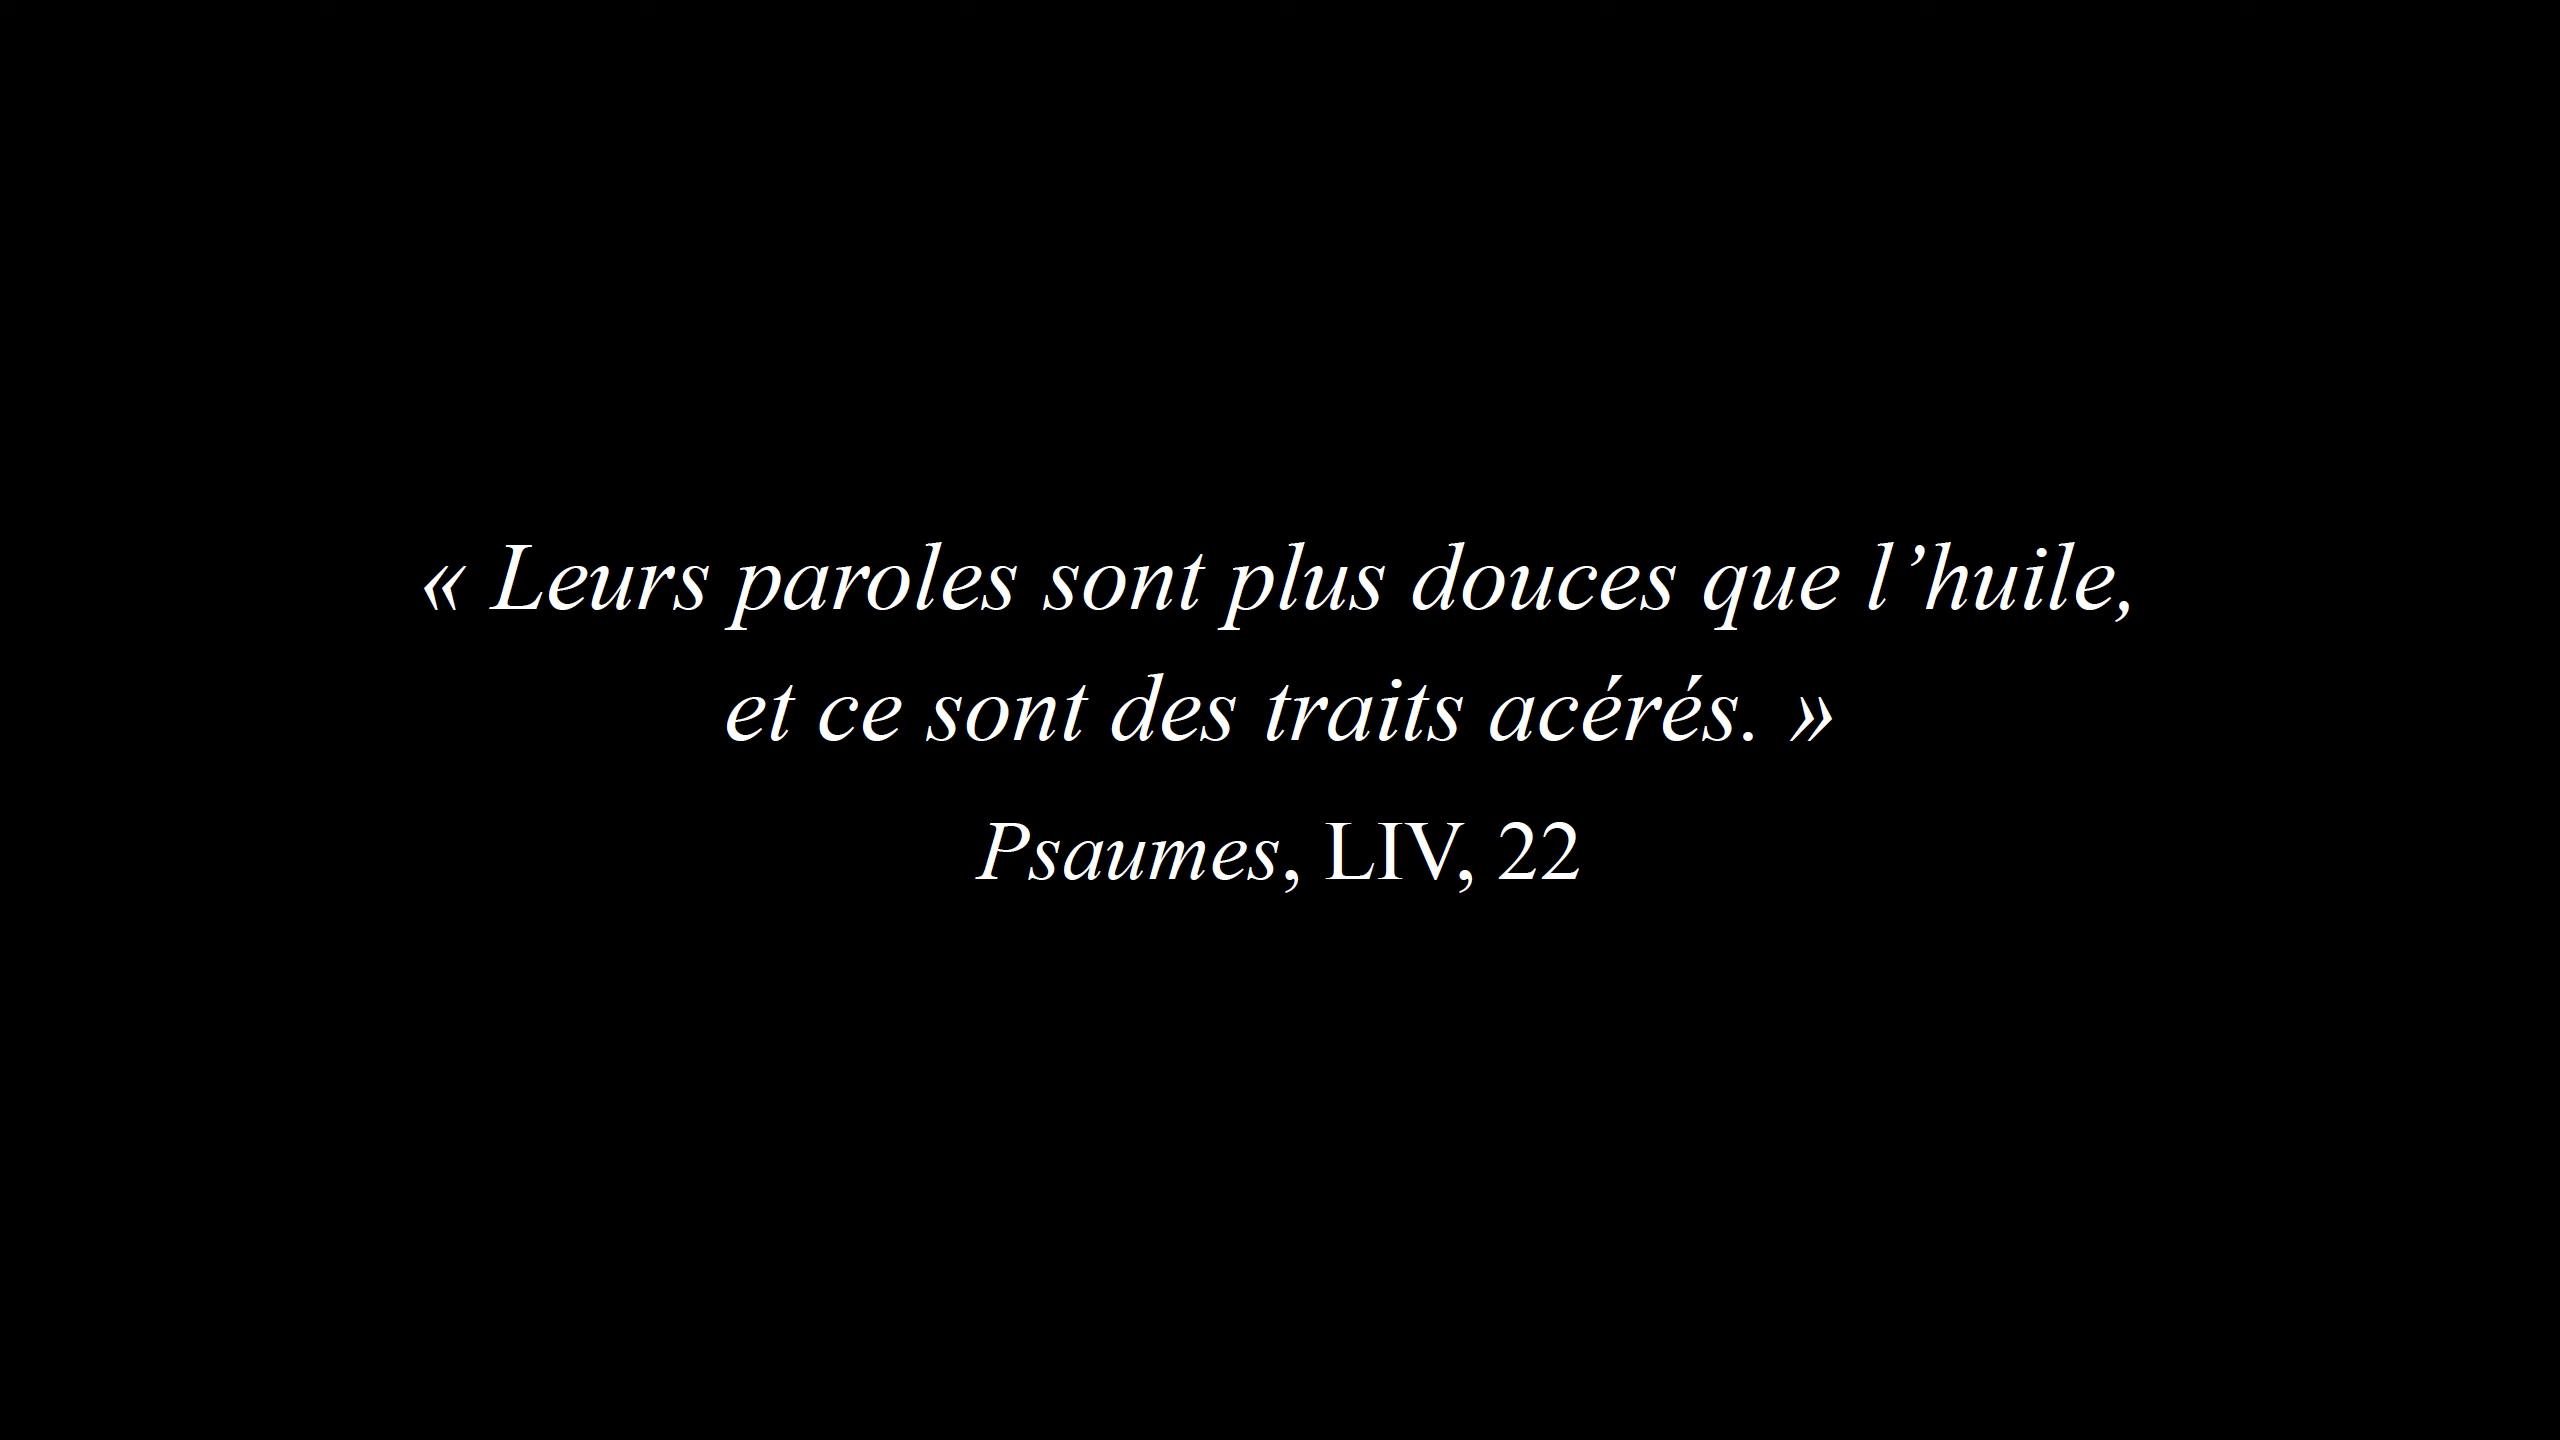 « Leurs paroles sont plus douces que l’huile,
et ce sont des traits acérés. »
Psaumes, LIV, 22